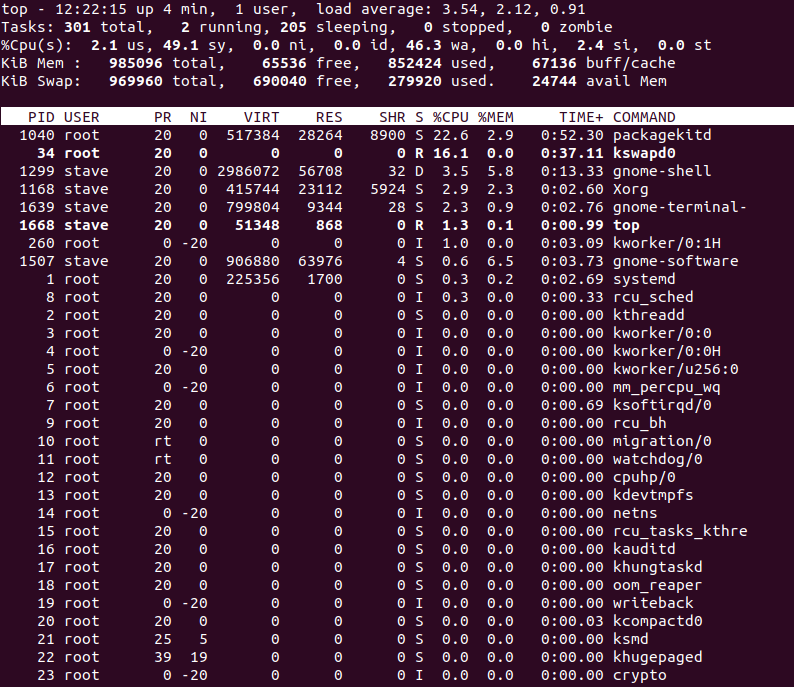 top - 12:22:15 up 4 min,  1 user,  load average: 3.54, 2.12, 0.91
Tasks: 301 total,   2 running, 205 sleeping,   0 stopped,   0 zombie
%Cpu(s):  2.1 us, 49.1 sy,  0.0 ni,  0.0 id, 46.3 wa,  0.0 hi,  2.4 si,  0.0 st
KiB Mem :   985096 total,    65536 free,   852424 used,    67136 buff/cache
KiB Swap:   969960 total,   690040 free,   279920 used.    24744 avail Mem
   PID USER      PR  NI    VIRT    RES    SHR S %CPU %MEM     TIME+ COMMAND
  1040 root      20   0  517384  28264   8900 S 22.6  2.9   0:52.30 packagekitd
    34 root      20   0       0      0      0 R 16.1  0.0   0:37.11 kswapd0
  1299 stave     20   0 2986072  56708     32 D  3.5  5.8   0:13.33 gnome-shell
  1168 stave     20   0  415744  23112   5924 S  2.9  2.3   0:02.60 Xorg
  1639 stave     20   0  799804   9344     28 S  2.3  0.9   0:02.76 gnome-terminal-
  1668 stave     20   0   51348    868      0 R  1.3  0.1   0:00.99 top
   260 root       0 -20       0      0      0 I  1.0  0.0   0:03.09 kworker/0:1H
  1507 stave     20   0  906880  63976      4 S  0.6  6.5   0:03.73 gnome-software
     1 root      20   0  225356   1700      0 S  0.3  0.2   0:02.69 systemd
     8 root      20   0       0      0      0 I  0.3  0.0   0:00.33 rcu_sched
     2 root      20   0       0      0      0 S  0.0  0.0   0:00.00 kthreadd
     3 root      20   0       0      0      0 I  0.0  0.0   0:00.00 kworker/0:0
     4 root       0 -20       0      0      0 I  0.0  0.0   0:00.00 kworker/0:0H
     5 root      20   0       0      0      0 I  0.0  0.0   0:00.00 kworker/u256:0
     6 root       0 -20       0      0      0 I  0.0  0.0   0:00.00 mm_percpu_wq
     7 root      20   0       0      0      0 S  0.0  0.0   0:00.69 ksoftirqd/0
     9 root      20   0       0      0      0 I  0.0  0.0   0:00.00 rcu_bh
    10 root      rt   0       0      0      0 S  0.0  0.0   0:00.00 migration/0
    11 root      rt   0       0      0      0 S  0.0  0.0   0:00.00 watchdog/0
    12 root      20   0       0      0      0 S  0.0  0.0   0:00.00 cpuhp/0
    13 root      20   0       0      0      0 S  0.0  0.0   0:00.00 kdevtmpfs
    14 root       0 -20       0      0      0 I  0.0  0.0   0:00.00 netns
    15 root      20   0       0      0      0 S  0.0  0.0   0:00.00 rcu_tasks_kthre
    16 root      20   0       0      0      0 S  0.0  0.0   0:00.00 kauditd
    17 root      20   0       0      0      0 S  0.0  0.0   0:00.00 khungtaskd
    18 root      20   0       0      0      0 S  0.0  0.0   0:00.00 oom_reaper
    19 root       0 -20       0      0      0 I  0.0  0.0   0:00.00 writeback
    20 root      20   0       0      0      0 S  0.0  0.0   0:00.03 kcompactd0
    21 root      25   5       0      0      0 S  0.0  0.0   0:00.00 ksmd
    22 root      39  19       0      0      0 S  0.0  0.0   0:00.00 khugepaged
    23 root       0 -20       0      0      0 I  0.0  0.0   0:00.00 crypto